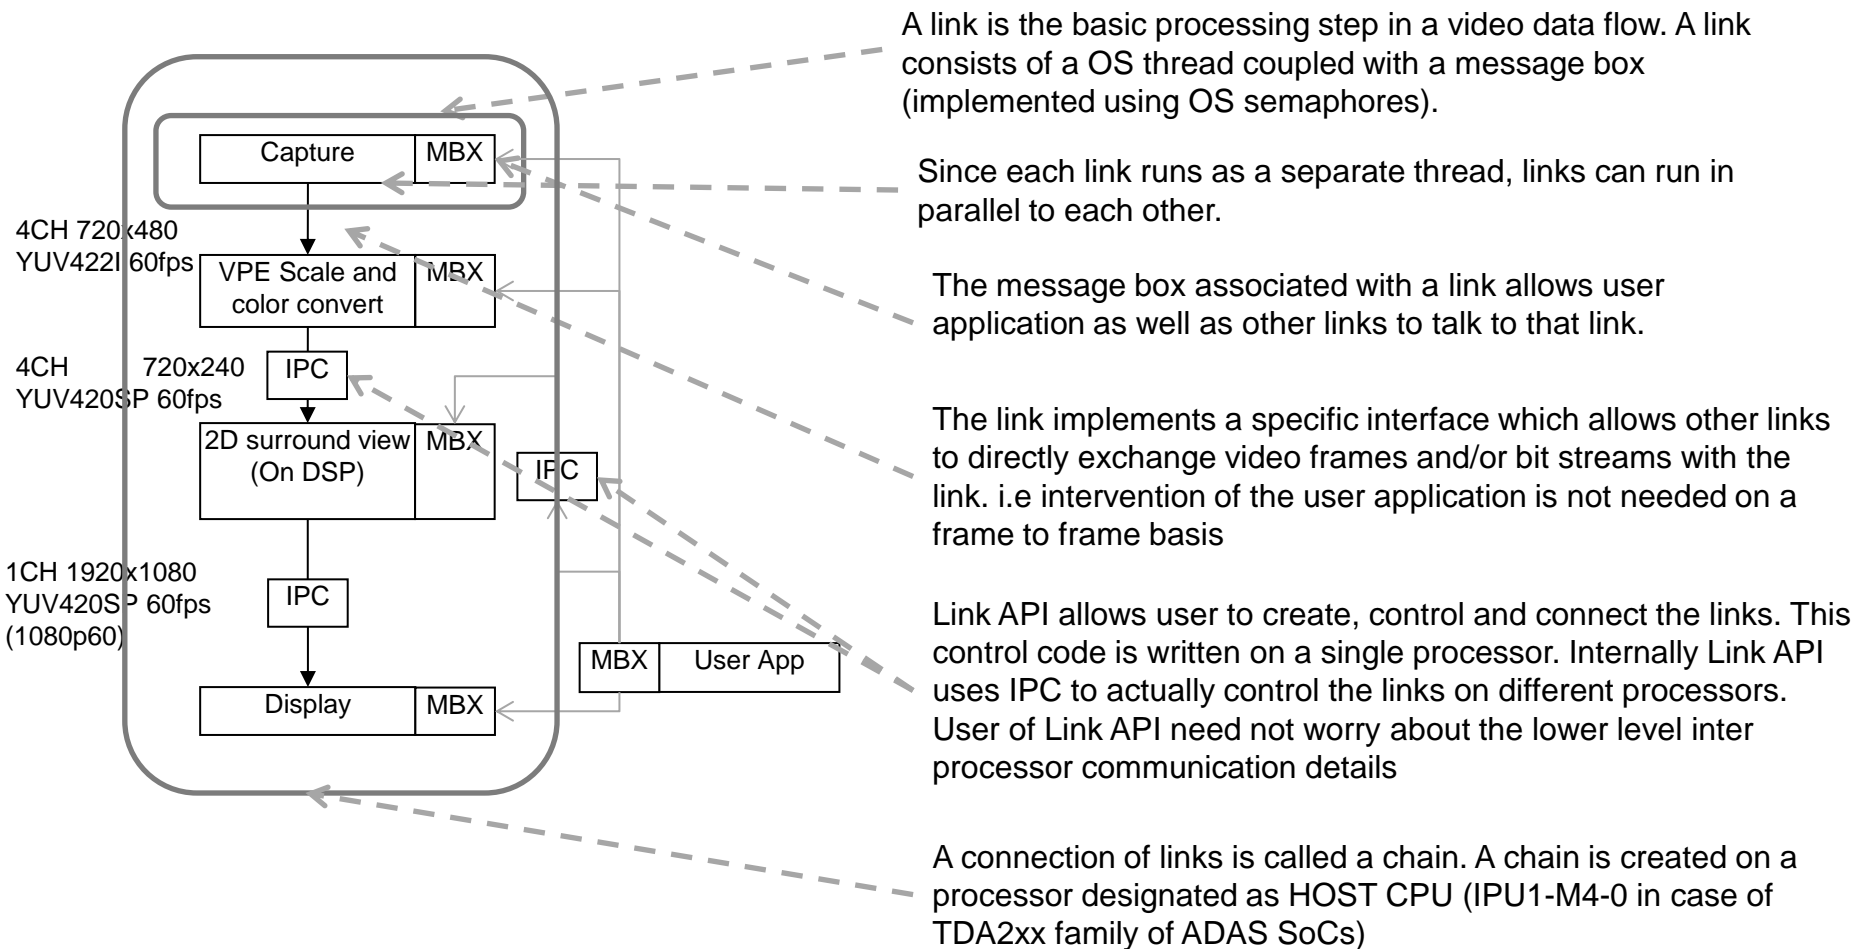 A link is the basic processing step in a video data flow. A link
consists of a OS thread coupled with a message box
(implemented using OS semaphores).
Capture
MBX
Since each link runs as a separate thread, links can run in
parallel to each other.
4CH 720x480
YUV422I 60fps
VPE Scale and
color convert
MBX
The message box associated with a link allows user
application as well as other links to talk to that link.
4CH 720x240
YUV420SP 60fps
IPC
2D surround view
(On DSP)
MBX
IPC
The link implements a specific interface which allows other links
to directly exchange video frames and/or bit streams with the
link. i.e intervention of the user application is not needed on a
frame to frame basis
1CH 1920x1080
YUV420SP 60fps
(1080p60)
IPC
MBX
User App
Link API allows user to create, control and connect the links. This
control code is written on a single processor. Internally Link API
uses IPC to actually control the links on different processors.
User of Link API need not worry about the lower level inter
processor communication details
Display
MBX
A connection of links is called a chain. A chain is created on a
processor designated as HOST CPU (IPU1-M4-0 in case of
TDA2xx family of ADAS SoCs)